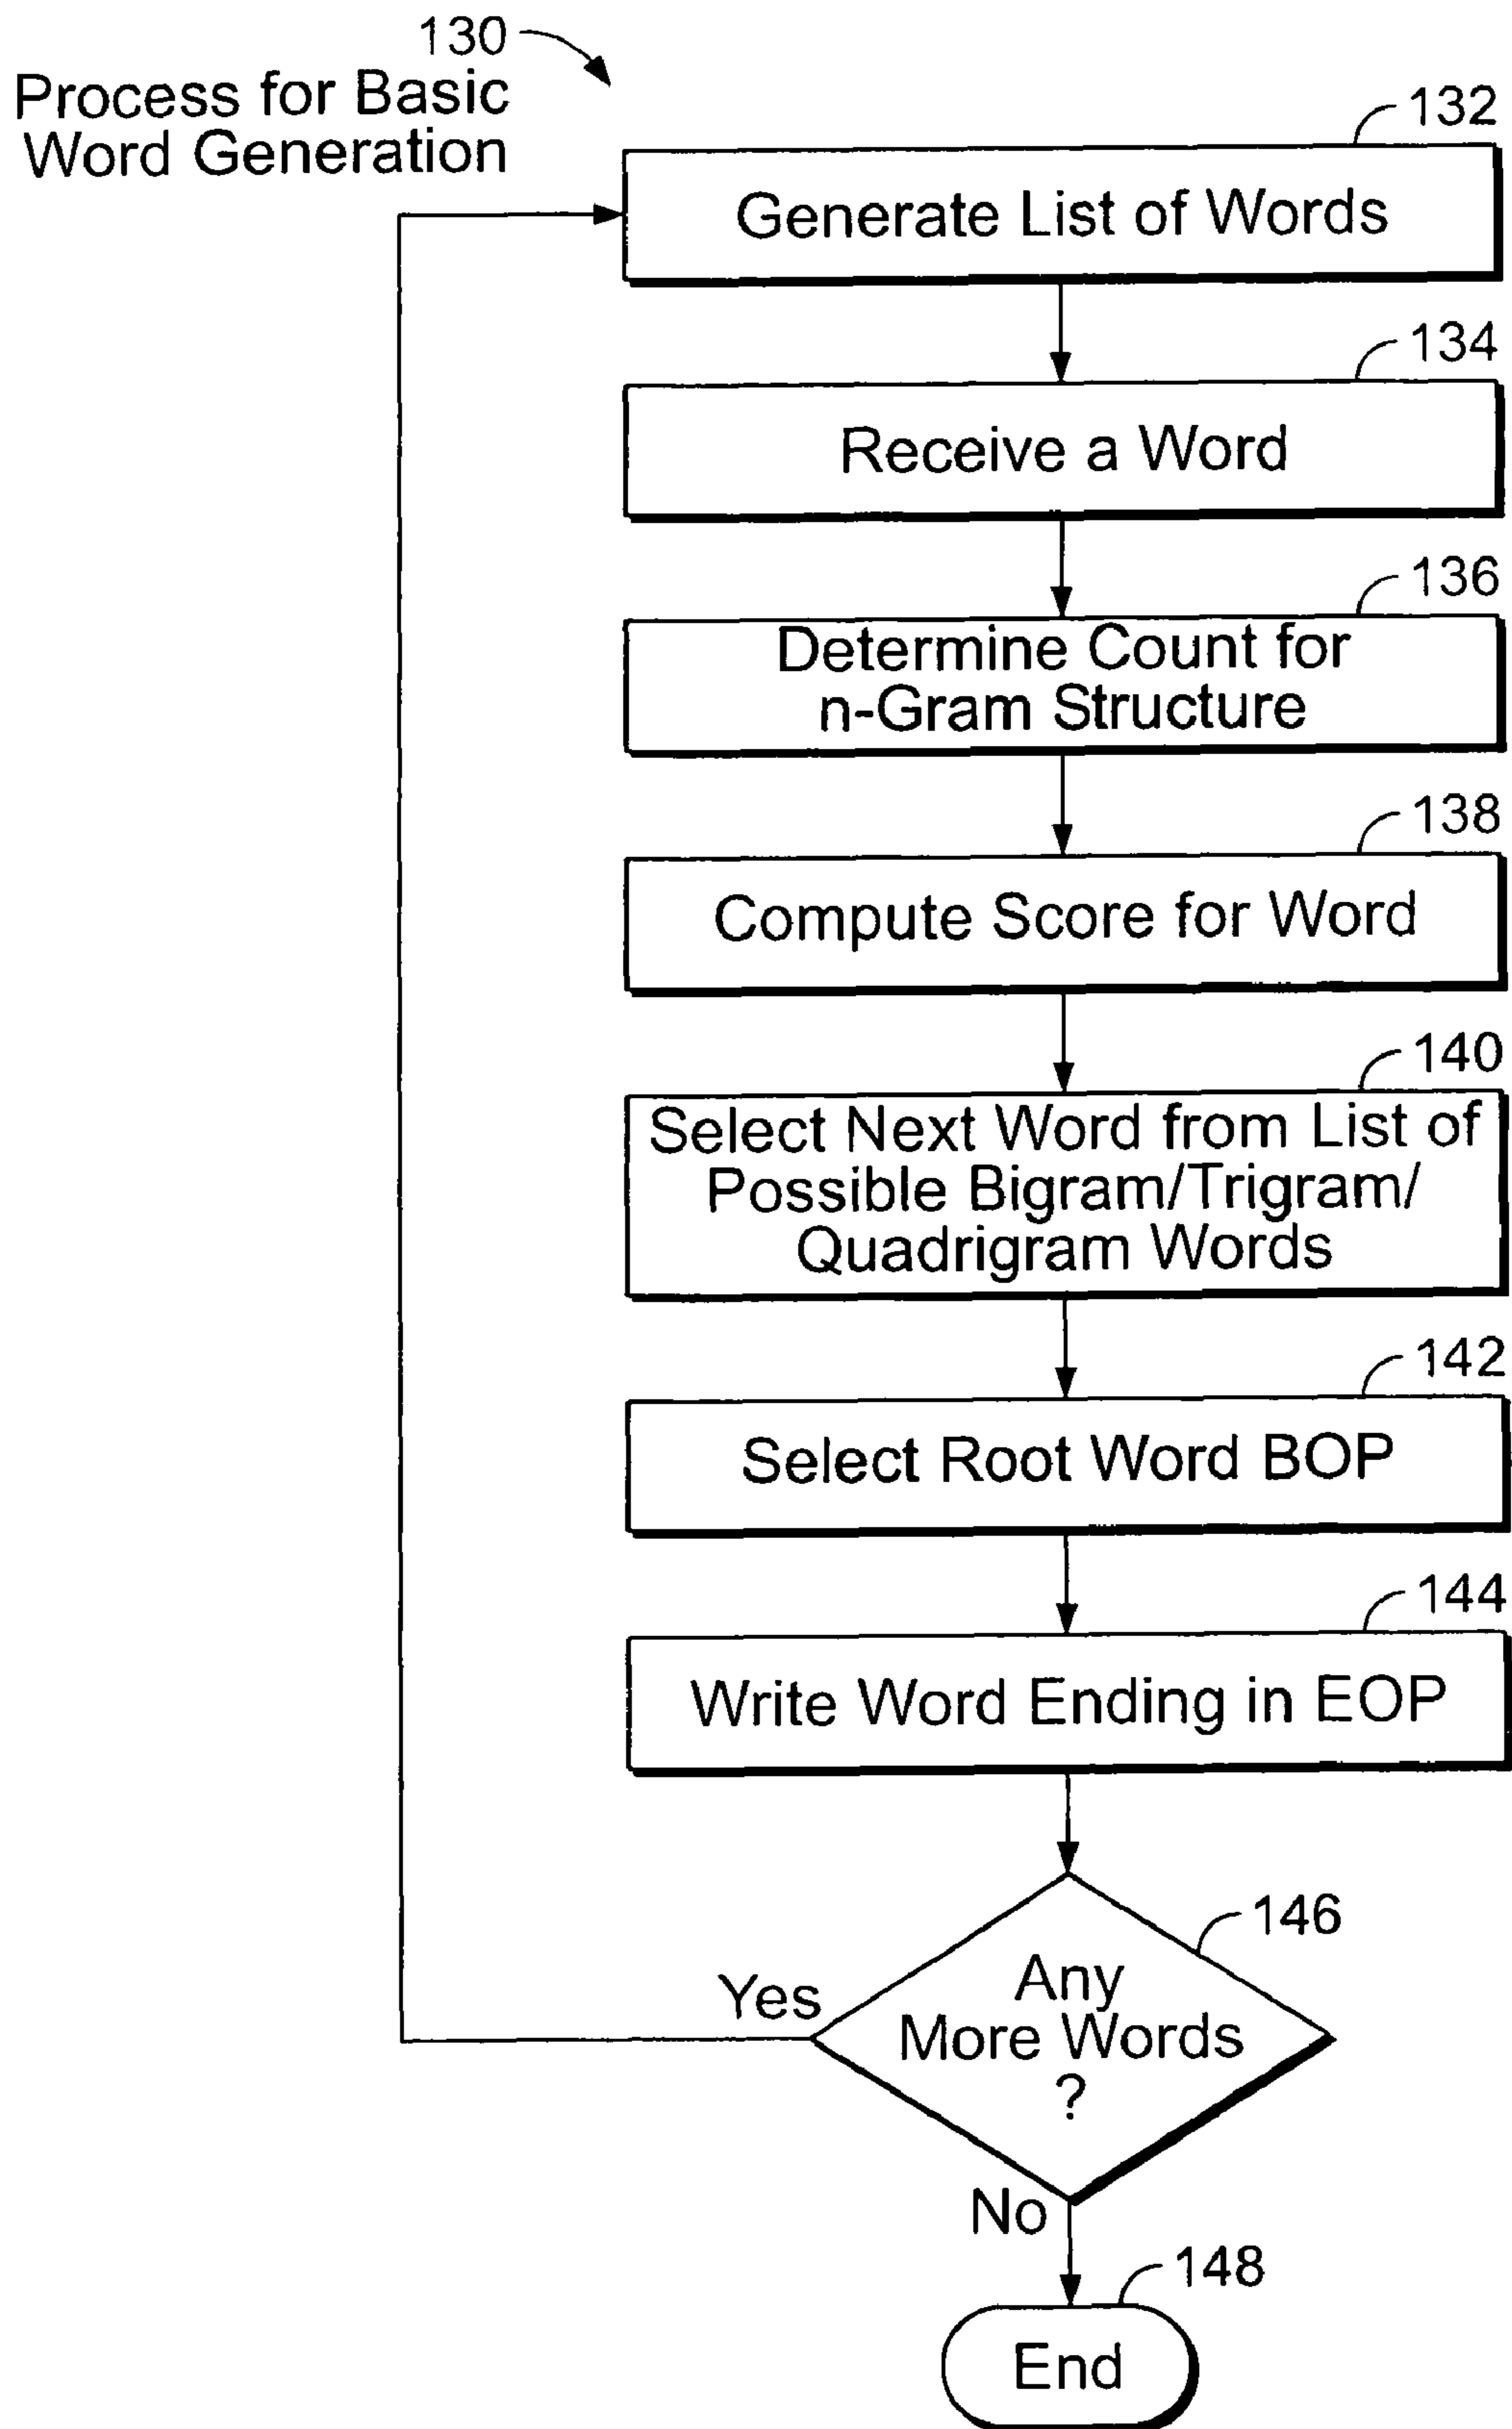 130
Process for Basic
Word Generation
132
Generate List of Words
134
Receive a Word
136
Determine Count for
n-Gram Structure
138
Compute Score for Word
140
Select Next Word from List of
Possible Bigram/Trigram/
Quadrigram Words
142
Select Root Word BOP
144
Write Word Ending in EOP
146
Any
More Words
?
Yes
No
148
End